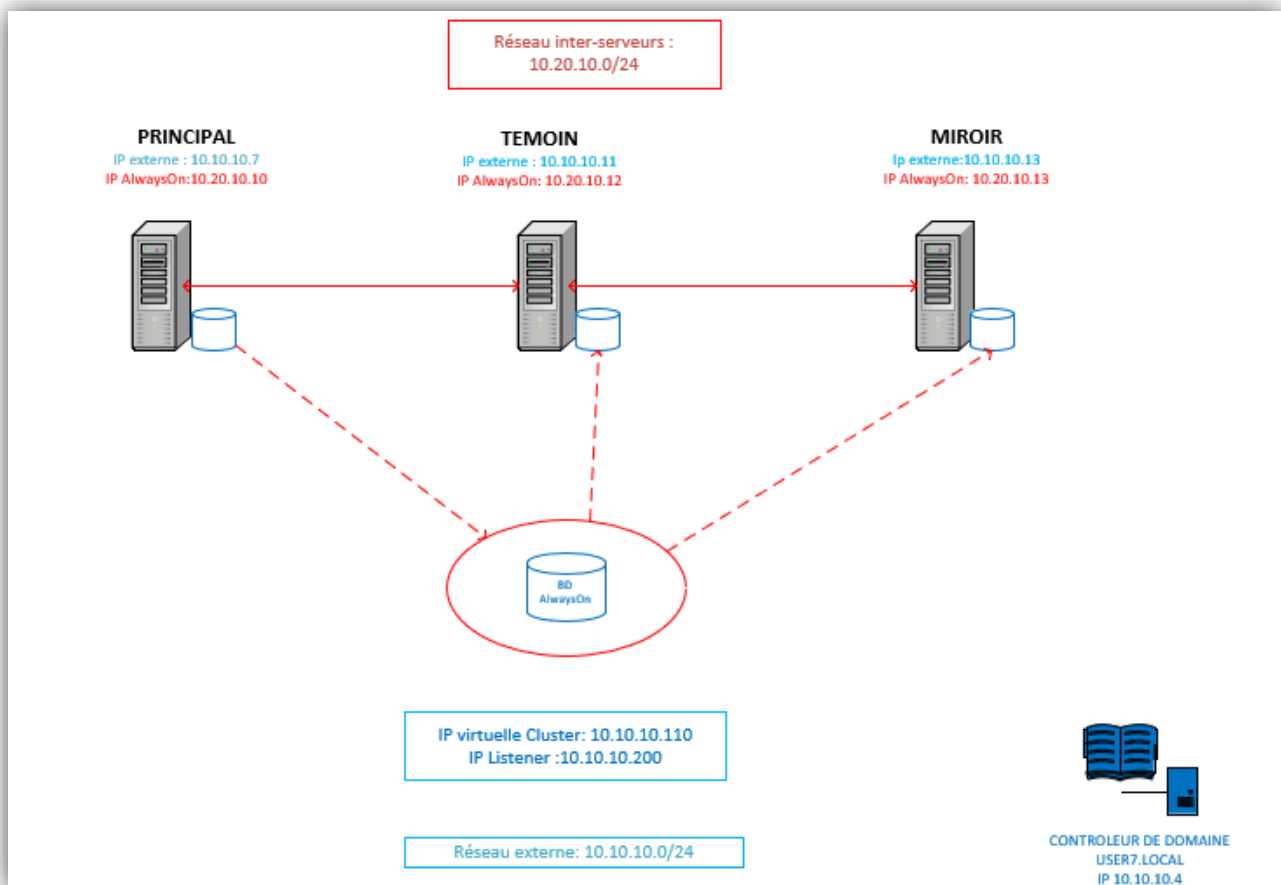 Réseau inter-serveurs :
10.20.10.0/24
PRINCIPAL
IP externe : 10.10.10.7
IP AlwaysOn:10.20.10.10
TEMOIN
IP externe : 10.10.10.11
IP AlwaysOn: 10.20.10.12
MIROIR
Ip externe:10.10.10.13
IP AlwaysOn: 10.20.10.13
BD
AlwaysOn
IP virtuelle Cluster: 10.10.10.110
IP Listener :10.10.10.200
Réseau externe: 10.10.10.0/24
CONTROLEUR DE DOMAINE
USER7.LOCAL
IP 10.10.10.4